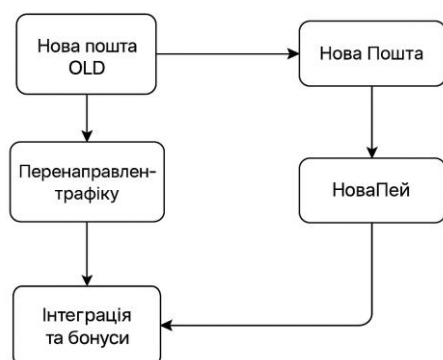 Нова пошта
OLD
Нова Пошта
Перенаправлен-
трафіку
НоваПей
Інтеграція
та бонуси